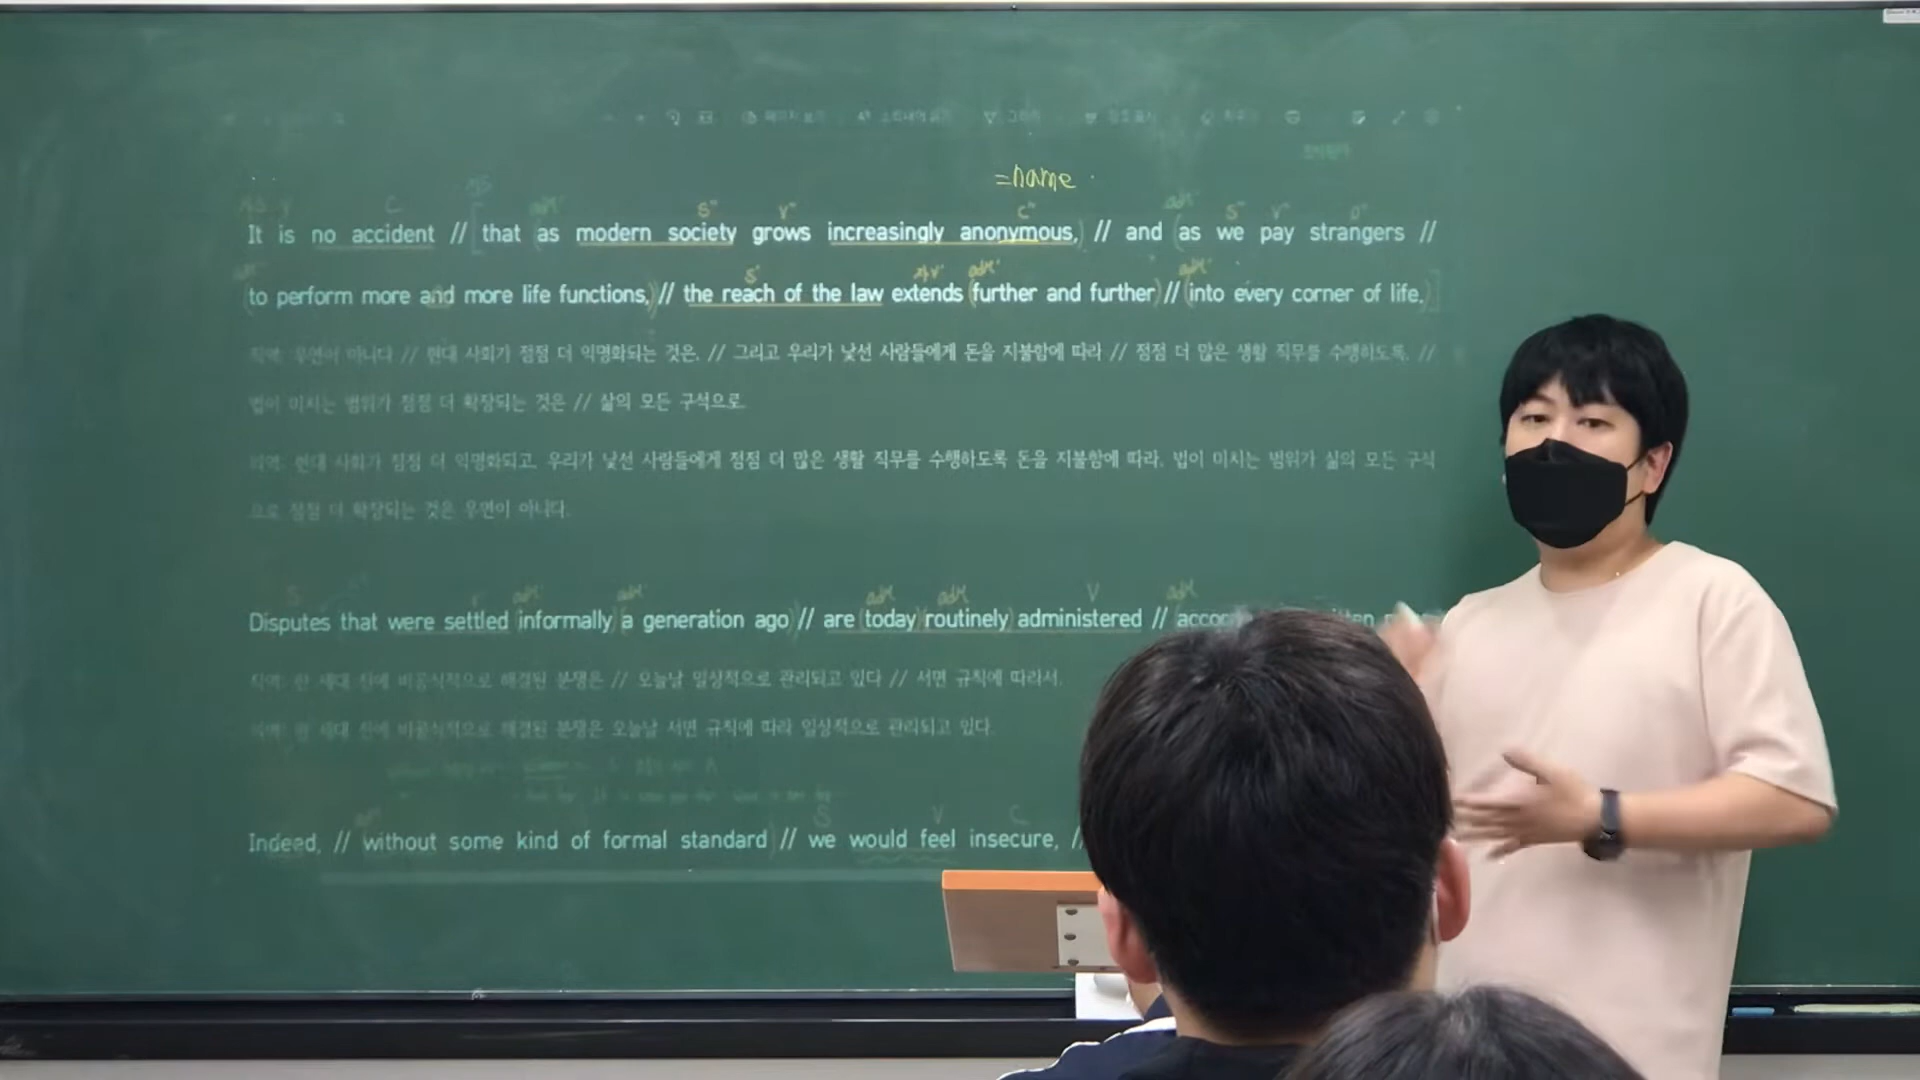 =name
It is no accident // that as modern society grows increasingly anonymous, // and as we pay strangers //
to perform more and more life functions, // the reach of the law extends further and further // into every corner of life.
직역: 우연이 아니다 // 현대 사회가 점점 더 익명화되는 것은, // 그리고 우리가 낯선 사람들에게 돈을 지불함에 따라 // 점점 더 많은 생활 직무를 수행하도록, //
법이 미치는 범위가 점점 더 확장되는 것은 // 삶의 모든 구석으로.
의역: 현대 사회가 점점 더 익명화되고, 우리가 낯선 사람들에게 점점 더 많은 생활 직무를 수행하도록 돈을 지불함에 따라, 법이 미치는 범위가 삶의 모든 구석
으로 점점 더 확장되는 것은 우연이 아니다.
S V adv adv adv adv V adv
Disputes that were settled informally a generation ago // are today routinely administered //
직역: 한 세대 전에 비공식적으로 해결된 분쟁은 // 오늘날 일상적으로 관리되고 있다 // 서면 규칙에 따라서.
의역: 한 세대 전에 비공식적으로 해결된 분쟁은 오늘날 서면 규칙에 따라 일상적으로 관리되고 있다.
S V C
Indeed, // without some kind of formal standard // we would feel insecure, //